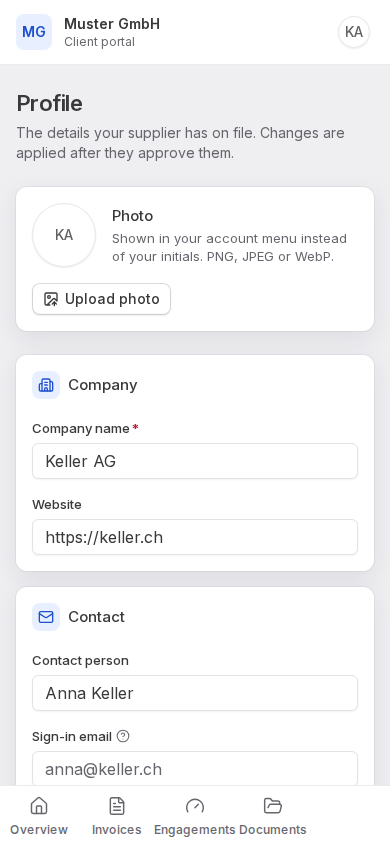 MG
Muster GmbH
Client portal
KA
Profile
The details your supplier has on file. Changes are
applied after they approve them.
KA
Photo
Shown in your account menu instead
of your initials. PNG, JPEG or WebP.
Upload photo
Company
Company name *
Keller AG
Website
https://keller.ch
Contact
Contact person
Anna Keller
Sign-in email
anna@keller.ch
Overview
Invoices
Engagements
Documents